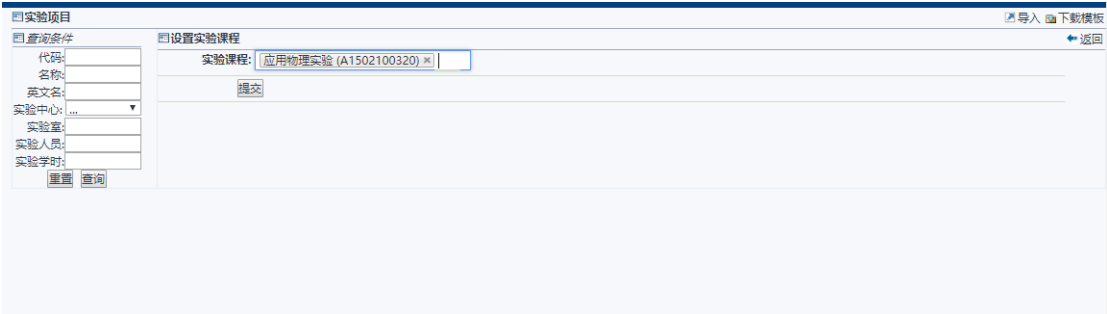 实验项目
导入 下载模板
查询条件
代码:
名称:
英文名:
实验中心: ...
实验室:
实验人员:
实验学时:
重置 查询
设置实验课程
返回
实验课程: 应用物理实验 (A1502100320) ×
提交